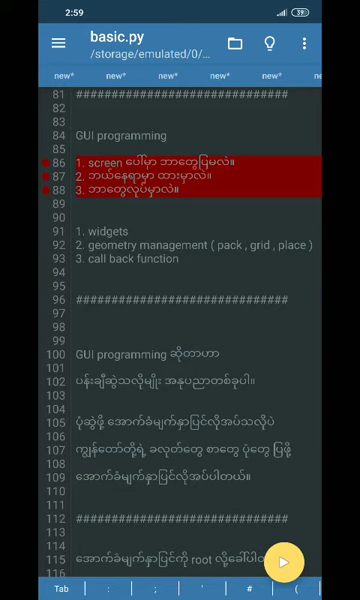 2:59
39
basic.py
/storage/emulated/0/...
new* new* new* new* new* ne
81 ##############################
82
83
84 GUI programming
85
86 1. screen ပေါ်မှာ ဘာတွေပြမလဲ။
87 2. ဘယ်နေရာမှာ ထားမှာလဲ။
88 3. ဘာတွေလုပ်မှာလဲ။
89
90
91 1. widgets
92 2. geometry management ( pack , grid , place )
93 3. call back function
94
95
96 ##############################
97
98
99
100 GUI programming ဆိုတာဟာ
101
102 ပန်းချီဆွဲသလိုမျိုး အနုပညာတစ်ခုပါ။
103
105 ပုံဆွဲဖို့ အောက်ခံမျက်နှာပြင်လိုအပ်သလိုပဲ
106
107 ကျွန်တော်တို့ရဲ့ ခလုတ်တွေ စာတွေ ပုံတွေ ပြဖို့
108
109 အောက်ခံမျက်နှာပြင်လိုအပ်ပါတယ်။
110
111
112 ##############################
113
114
115 အောက်ခံမျက်နှာပြင်ကို root လို့ခေါ်ပါ
116
Tab : ; ' # (